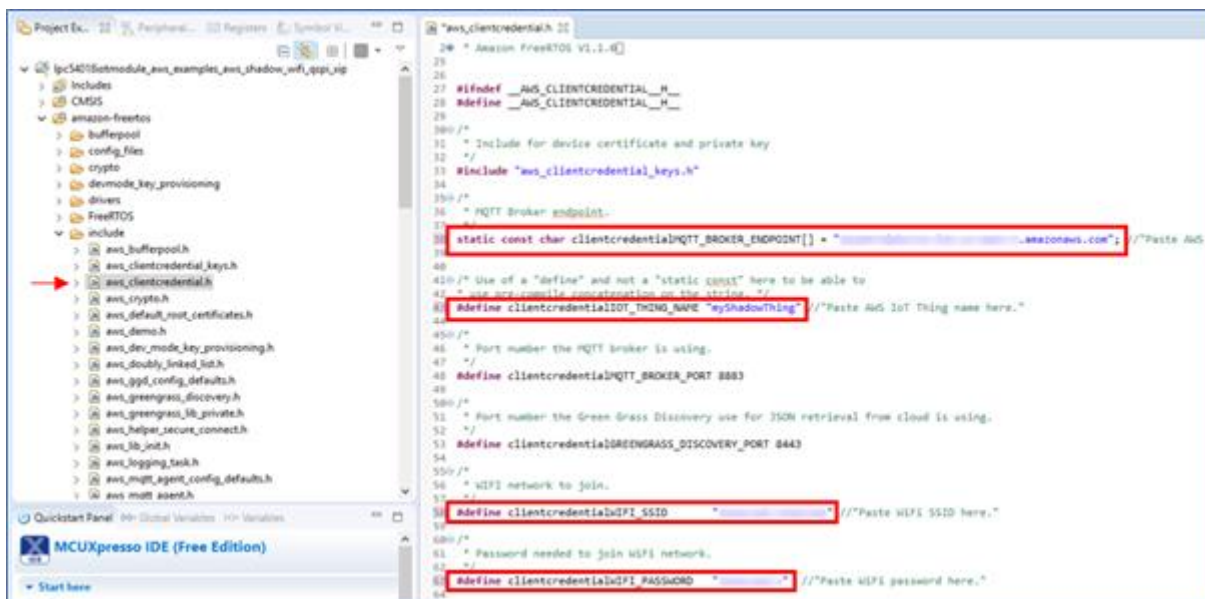 Project Ex...
Peripheral...
Registers
Symbol Vi...
lpc54018iotmodule_aws_examples_aws_shadow_wifi_qspi_xip
Includes
CMSIS
amazon-freertos
bufferpool
config_files
crypto
devmode_key_provisioning
drivers
FreeRTOS
include
aws_bufferpool.h
aws_clientcredential_keys.h
aws_clientcredential.h
aws_crypto.h
aws_default_root_certificates.h
aws_demo.h
aws_dev_mode_key_provisioning.h
aws_doubly_linked_list.h
aws_ggd_config_defaults.h
aws_greengrass_discovery.h
aws_greengrass_lib_private.h
aws_helper_secure_connect.h
aws_lib_init.h
aws_logging_task.h
aws_mqtt_agent_config_defaults.h
aws_mqtt_agent.h
Quickstart Panel
Global Variables
Variables
MCUXpresso IDE (Free Edition)
Start here
*aws_clientcredential.h
2 * Amazon FreeRTOS V1.1.0
25
26
27 #ifndef __AWS_CLIENTCREDENTIAL__H__
28 #define __AWS_CLIENTCREDENTIAL__H__
29
30 /*
31 * Include for device certificate and private key
32 */
33 #include "aws_clientcredential_keys.h"
34
35 /*
36 * MQTT Broker endpoint.
37 */
38 static const char clientcredentialMQTT_BROKER_ENDPOINT[] = " .amazonaws.com"; //"Paste AWS
39
40
41 /* Use of a "define" and not a "static const" here to be able to
42 * use pre-compile concatenation on the string. */
43 #define clientcredentialIOT_THING_NAME "myShadowThing" //"Paste AWS IoT Thing name here."
44
45 /*
46 * Port number the MQTT broker is using.
47 */
48 #define clientcredentialMQTT_BROKER_PORT 8883
49
50 /*
51 * Port number the Green Grass Discovery use for JSON retrieval from cloud is using.
52 */
53 #define clientcredentialGREENGRASS_DISCOVERY_PORT 8443
54
55 /*
56 * WIFI network to join.
57 */
58 #define clientcredentialWIFI_SSID " " //"Paste WiFi SSID here."
59
60 /*
61 * Password needed to join WiFi network.
62 */
63 #define clientcredentialWIFI_PASSWORD " " //"Paste WiFi password here."
64